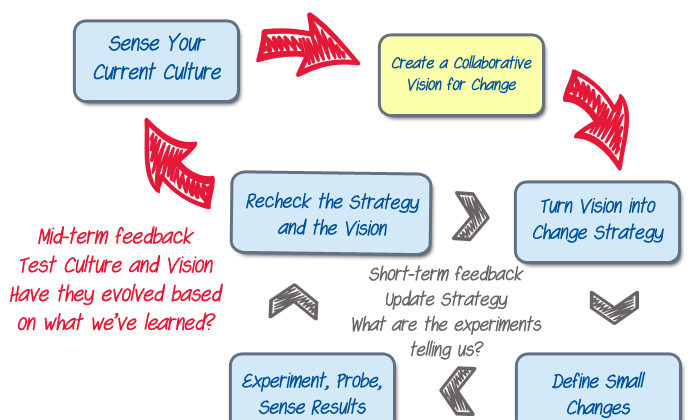 Sense Your
Current Culture
Create a Collaborative
Vision for Change
Recheck the Strategy
and the Vision
Turn Vision into
Change Strategy
Mid-term feedback
Test Culture and Vision
Have they evolved based
on what we've learned?
Short-term feedback
Update Strategy
What are the experiments
telling us?
Experiment, Probe,
Sense Results
Define Small
Changes